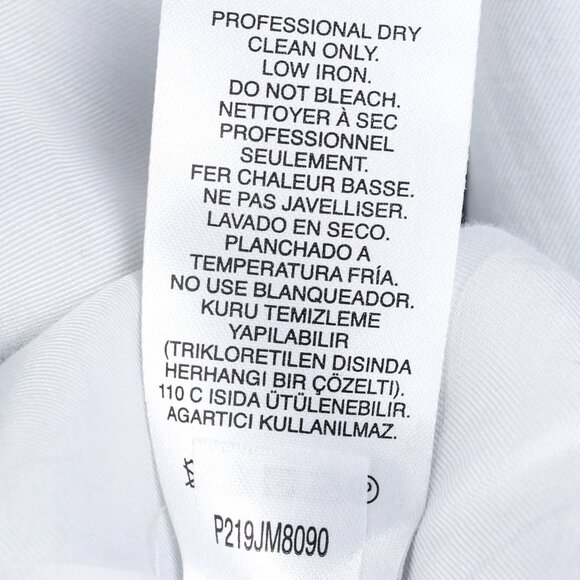 PROFESSIONAL DRY
CLEAN ONLY.
LOW IRON.
DO NOT BLEACH.
NETTOYER À SEC
PROFESSIONNEL
SEULEMENT.
FER CHALEUR BASSE.
NE PAS JAVELLISER.
LAVADO EN SECO.
PLANCHADO A
TEMPERATURA FRÍA.
NO USE BLANQUEADOR.
KURU TEMIZLEME
YAPILABILIR
(TRIKLORETILEN DISINDA
HERHANGI BIR ÇÖZELTI).
110 C ISIDA ÜTÜLENEBILIR.
AGARTICI KULLANILMAZ.
P219JM8090